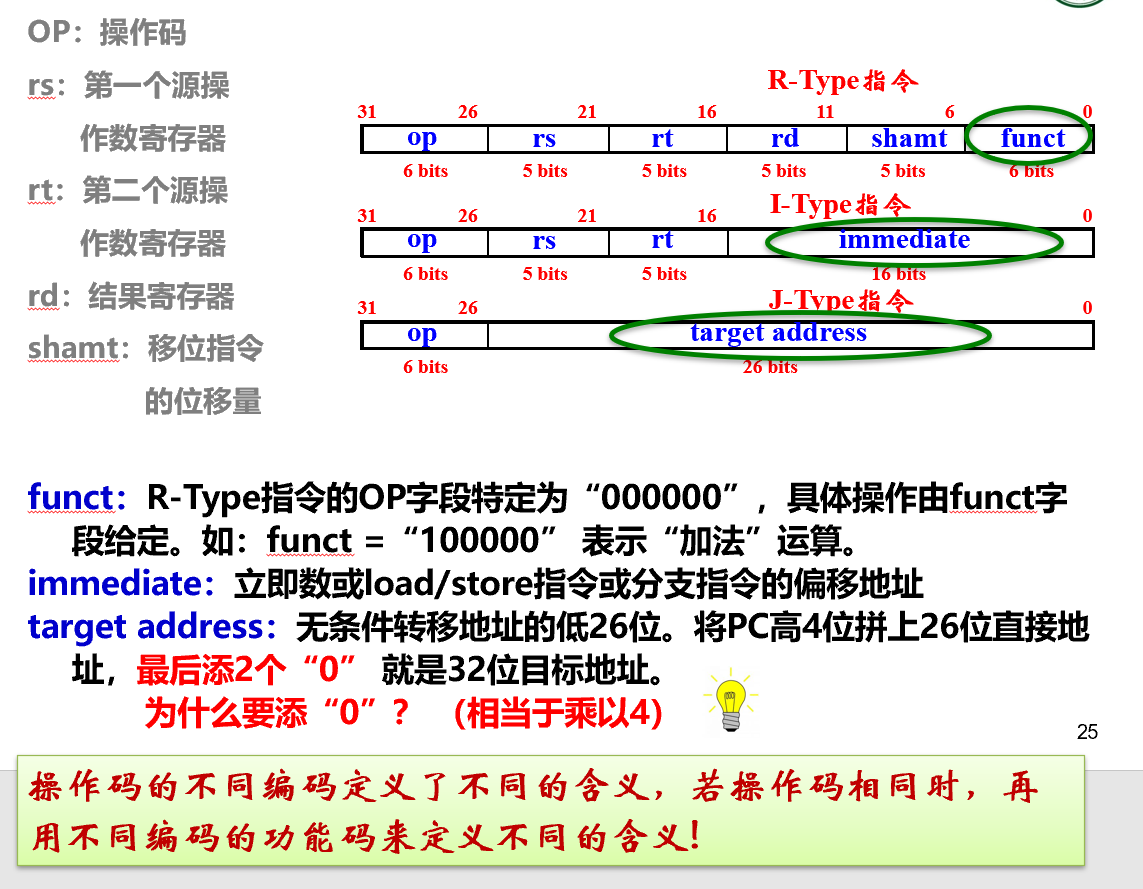 OP：操作码
rs：第一个源操
作数寄存器
rt：第二个源操
作数寄存器
rd：结果寄存器
shamt：移位指令
的位移量
R-Type指令
31 26 21 16 11 6 0
op rs rt rd shamt funct
6 bits 5 bits 5 bits 5 bits 5 bits 6 bits
I-Type指令
31 26 21 16 0
op rs rt immediate
6 bits 5 bits 5 bits 16 bits
J-Type指令
31 26 0
op target address
6 bits 26 bits
funct：R-Type指令的OP字段特定为“000000”，具体操作由funct字
段给定。如：funct =“100000” 表示“加法”运算。
immediate：立即数或load/store指令或分支指令的偏移地址
target address：无条件转移地址的低26位。将PC高4位拼上26位直接地
址，最后添2个“0” 就是32位目标地址。
为什么要添“0”？ （相当于乘以4）
25
操作码的不同编码定义了不同的含义，若操作码相同时，再
用不同编码的功能码来定义不同的含义!